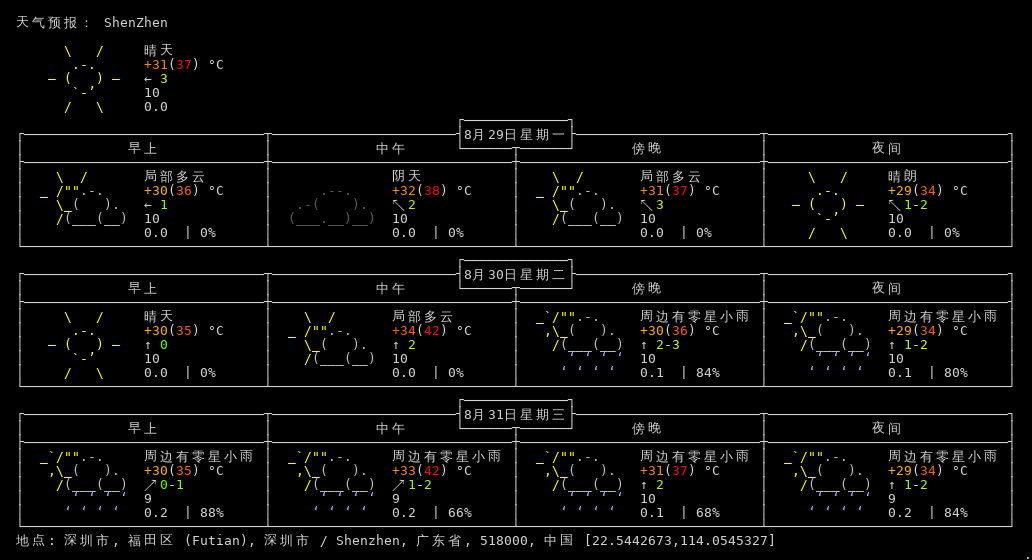 天气预报： ShenZhen
晴天
+31(37) °C
← 3
10
0.0
8月29日星期一
早上 中午 傍晚 夜间
局部多云 阴天 局部多云 晴朗
+30(36) °C +32(38) °C +31(37) °C +29(34) °C
← 1 ↖ 2 ↖ 3 ↖ 1-2
10 10 10 10
0.0 | 0% 0.0 | 0% 0.0 | 0% 0.0 | 0%
8月30日星期二
早上 中午 傍晚 夜间
晴天 局部多云 周边有零星小雨 周边有零星小雨
+30(35) °C +34(42) °C +30(36) °C +29(34) °C
↑ 0 ↑ 2 ↑ 2-3 ↑ 1-2
10 10 10 10
0.0 | 0% 0.0 | 0% 0.1 | 84% 0.1 | 80%
8月31日星期三
早上 中午 傍晚 夜间
周边有零星小雨 周边有零星小雨 周边有零星小雨 周边有零星小雨
+30(35) °C +33(42) °C +31(37) °C +29(34) °C
↗ 0-1 ↗ 1-2 ↑ 2 ↑ 1-2
9 9 10 9
0.2 | 88% 0.2 | 66% 0.1 | 68% 0.2 | 84%
地点: 深圳市, 福田区 (Futian), 深圳市 / Shenzhen, 广东省, 518000, 中国 [22.5442673,114.0545327]